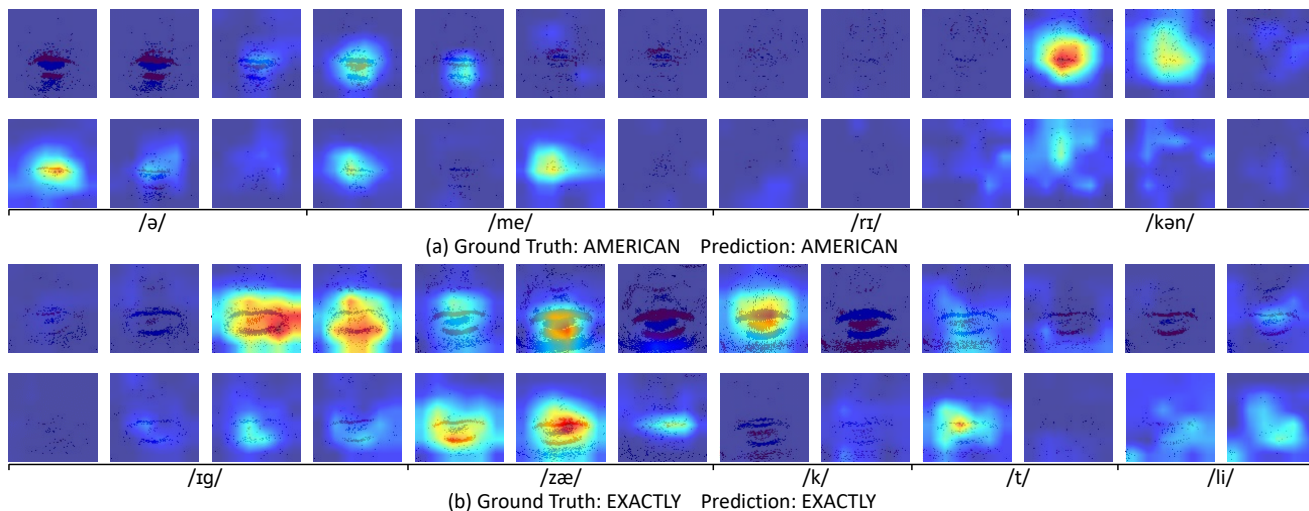 /ə/ /me/ /rɪ/ /kən/
(a) Ground Truth: AMERICAN Prediction: AMERICAN
/ɪg/ /zæ/ /k/ /t/ /li/
(b) Ground Truth: EXACTLY Prediction: EXACTLY